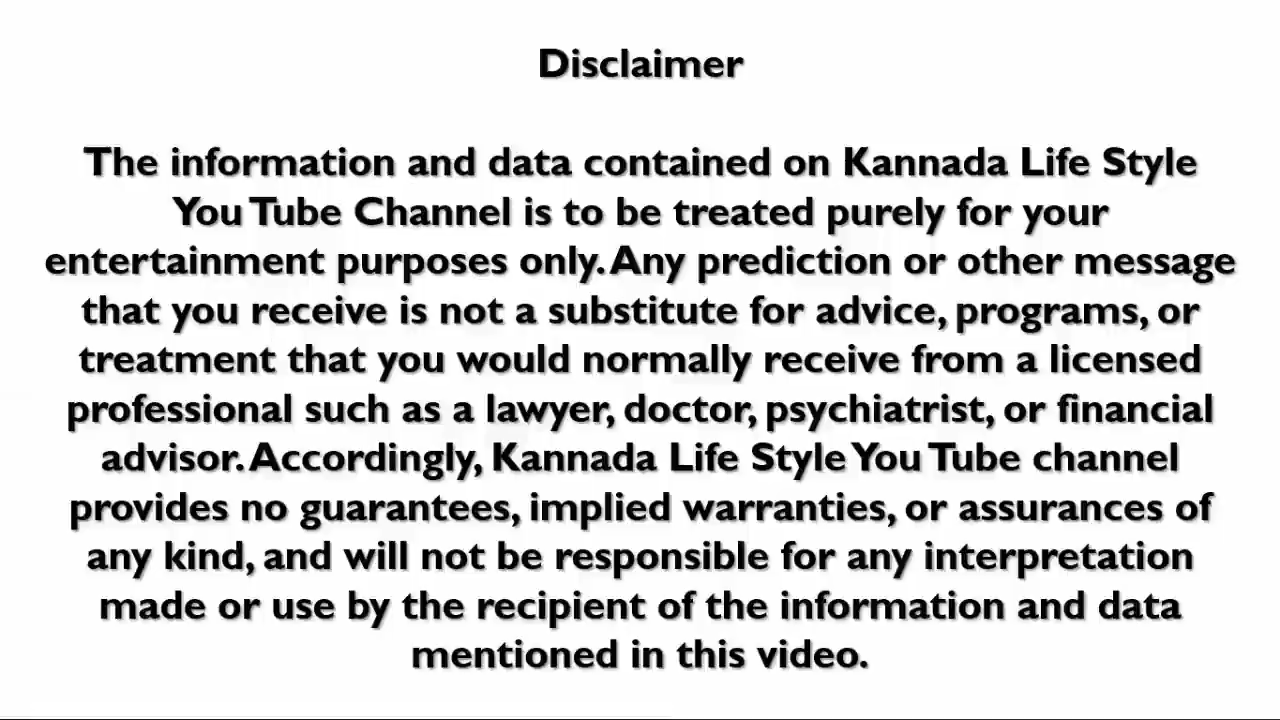 Disclaimer
The information and data contained on Kannada Life Style
You Tube Channel is to be treated purely for your
entertainment purposes only. Any prediction or other message
that you receive is not a substitute for advice, programs, or
treatment that you would normally receive from a licensed
professional such as a lawyer, doctor, psychiatrist, or financial
advisor. Accordingly, Kannada Life Style You Tube channel
provides no guarantees, implied warranties, or assurances of
any kind, and will not be responsible for any interpretation
made or use by the recipient of the information and data
mentioned in this video.